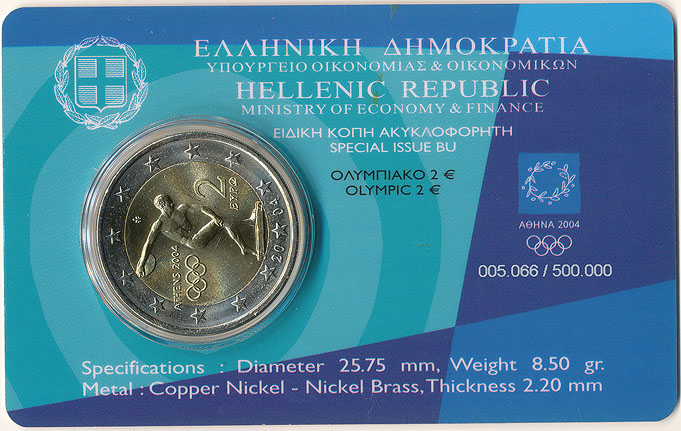 ΕΛΛΗΝΙΚΗ ΔΗΜΟΚΡΑΤΙΑ
ΥΠΟΥΡΓΕΙΟ ΟΙΚΟΝΟΜΙΑΣ & ΟΙΚΟΝΟΜΙΚΩΝ
HELLENIC REPUBLIC
MINISTRY OF ECONOMY & FINANCE
ΕΙΔΙΚΗ ΚΟΠΗ ΑΚΥΚΛΟΦΟΡΗΤΗ
SPECIAL ISSUE BU
ΟΛΥΜΠΙΑΚΟ 2 €
OLYMPIC 2 €
2
ΕΥΡΩ
20 04
ATHENS 2004
ΑΘΗΝΑ 2004
005.066 / 500.000
Specifications : Diameter 25.75 mm, Weight 8.50 gr.
Metal : Copper Nickel - Nickel Brass, Thickness 2.20 mm